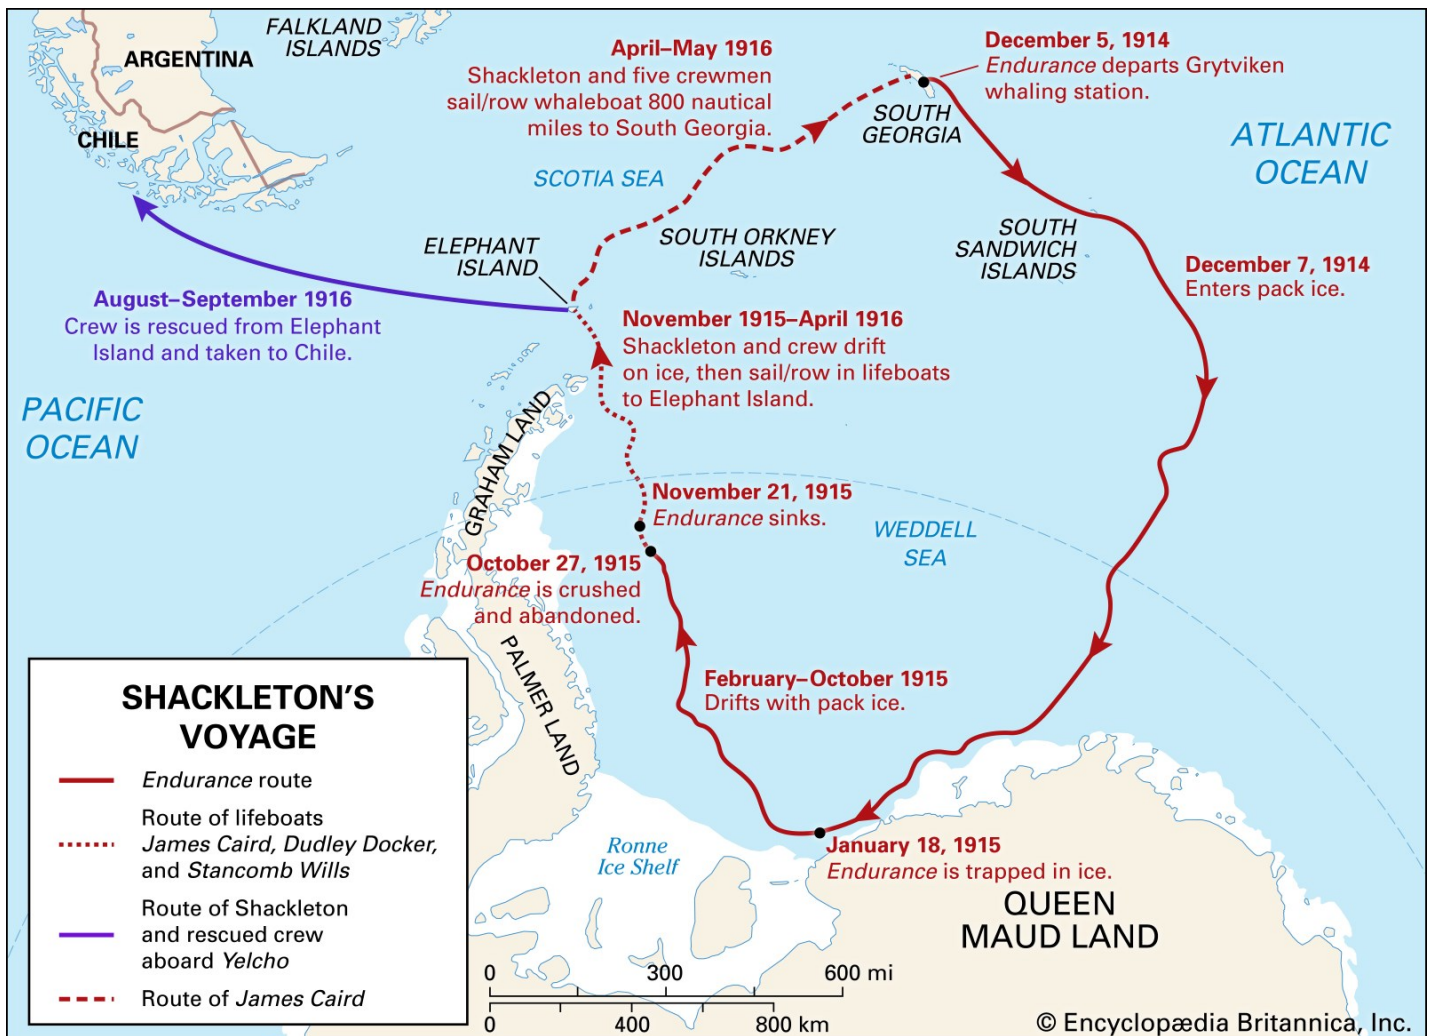 FALKLAND
ISLANDS
ARGENTINA
CHILE
April–May 1916
Shackleton and five crewmen
sail/row whaleboat 800 nautical
miles to South Georgia.
December 5, 1914
Endurance departs Grytviken
whaling station.
SOUTH
GEORGIA
ATLANTIC
OCEAN
SCOTIA SEA
ELEPHANT
ISLAND
SOUTH ORKNEY
ISLANDS
SOUTH
SANDWICH
ISLANDS
December 7, 1914
Enters pack ice.
August–September 1916
Crew is rescued from Elephant
Island and taken to Chile.
November 1915–April 1916
Shackleton and crew drift
on ice, then sail/row in lifeboats
to Elephant Island.
PACIFIC
OCEAN
GRAHAM LAND
November 21, 1915
Endurance sinks.
WEDDELL
SEA
October 27, 1915
Endurance is crushed
and abandoned.
PALMER LAND
February–October 1915
Drifts with pack ice.
January 18, 1915
Endurance is trapped in ice.
Ronne
Ice Shelf
QUEEN
MAUD LAND
SHACKLETON'S
VOYAGE
Endurance route
Route of lifeboats
James Caird, Dudley Docker,
and Stancomb Wills
Route of Shackleton
and rescued crew
aboard Yelcho
Route of James Caird
0 300 600 mi
0 400 800 km
© Encyclopædia Britannica, Inc.